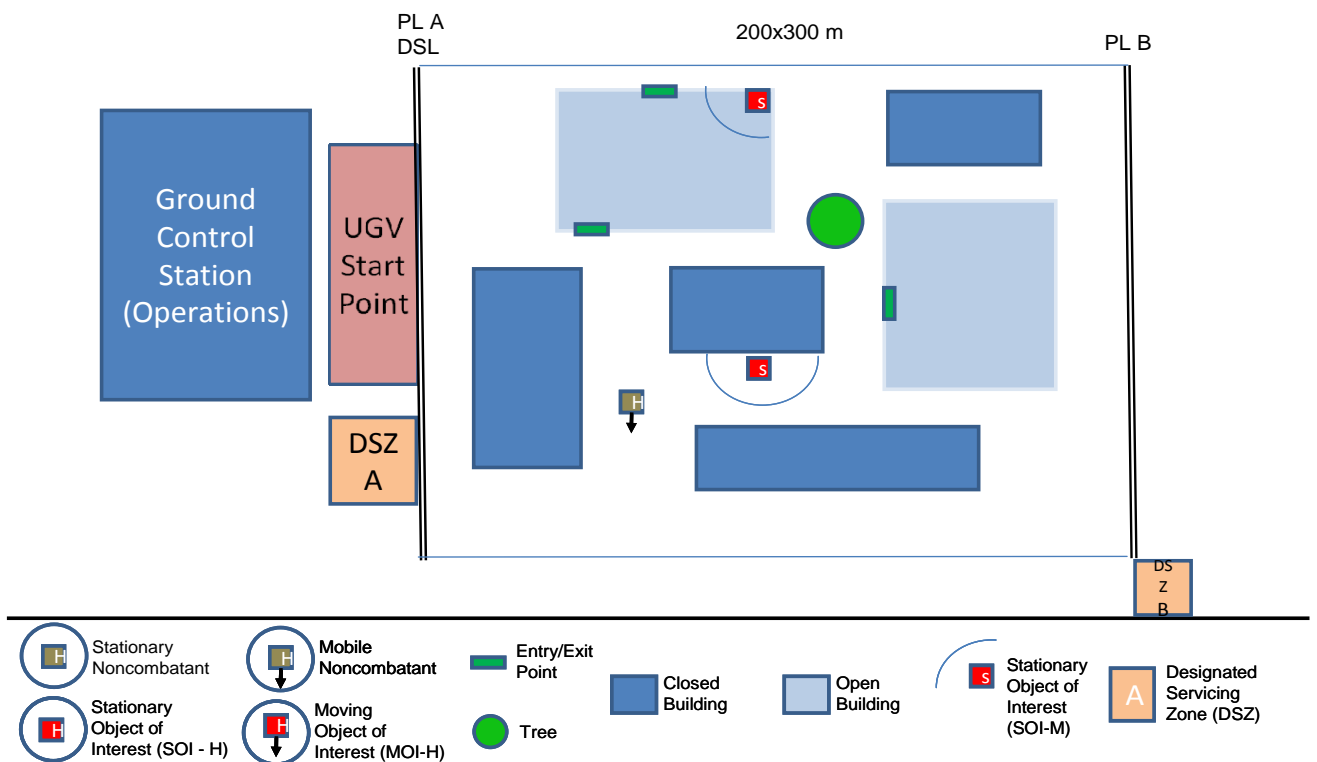 PL A
DSL
200x300 m
PL B
Ground
Control
Station
(Operations)
UGV
Start
Point
DSZ
A
S
S
H
DS
Z
B
H
Stationary
Noncombatant
H
Mobile
Noncombatant
Entry/Exit
Point
Closed
Building
Open
Building
S
Stationary
Object of
Interest
(SOI-M)
A
Designated
Servicing
Zone (DSZ)
H
Stationary
Object of
Interest (SOI - H)
H
Moving
Object of
Interest (MOI-H)
Tree